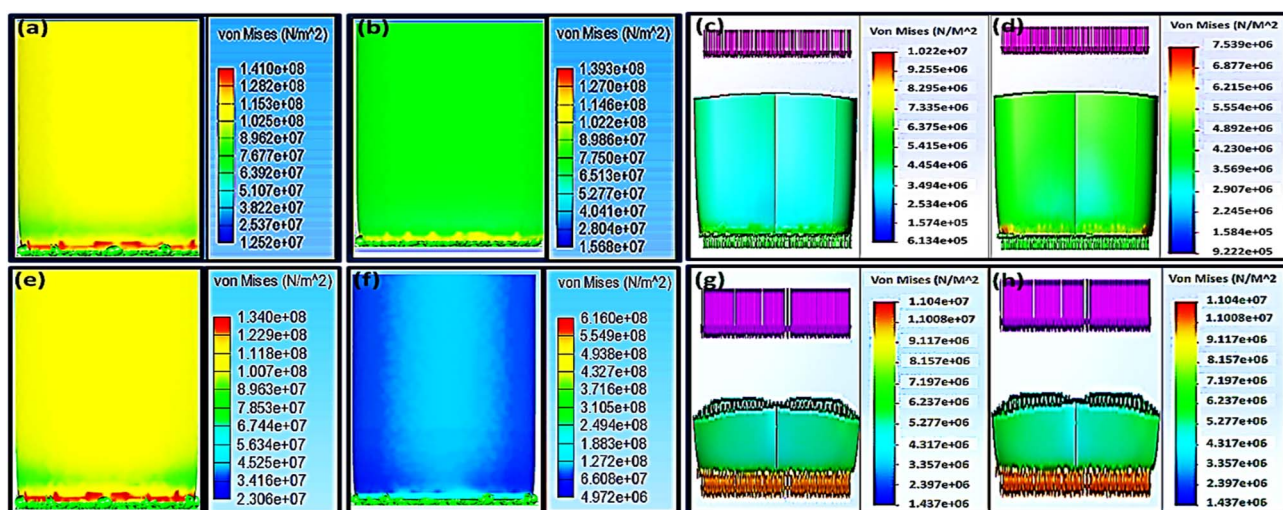 (a)
von Mises (N/m^2)
1.410e+08
1.282e+08
1.153e+08
1.025e+08
8.962e+07
7.677e+07
6.392e+07
5.107e+07
3.822e+07
2.537e+07
1.252e+07
(b)
von Mises (N/m^2)
1.393e+08
1.270e+08
1.146e+08
1.022e+08
8.986e+07
7.750e+07
6.513e+07
5.277e+07
4.041e+07
2.804e+07
1.568e+07
(c)
Von Mises (N/M^2
1.022e+07
9.255e+06
8.295e+06
7.335e+06
6.375e+06
5.415e+06
4.454e+06
3.494e+06
2.534e+06
1.574e+05
6.134e+05
(d)
Von Mises (N/M^2
7.539e+06
6.877e+06
6.215e+06
5.554e+06
4.892e+06
4.230e+06
3.569e+06
2.907e+06
2.245e+06
1.584e+06
9.222e+05
(e)
von Mises (N/m^2)
1.340e+08
1.229e+08
1.118e+08
1.007e+08
8.963e+07
7.853e+07
6.744e+07
5.634e+07
4.525e+07
3.416e+07
2.306e+07
(f)
von Mises (N/m^2)
6.160e+08
5.549e+08
4.938e+08
4.327e+08
3.716e+08
3.105e+08
2.494e+08
1.883e+08
1.272e+08
6.608e+07
4.972e+06
(g)
Von Mises (N/M^2
1.104e+07
1.1008e+07
9.117e+06
8.157e+06
7.197e+06
6.237e+06
5.277e+06
4.317e+06
3.357e+06
2.397e+06
1.437e+06
(h)
Von Mises (N/M^2
1.104e+07
1.1008e+07
9.117e+06
8.157e+06
7.197e+06
6.237e+06
5.277e+06
4.317e+06
3.357e+06
2.397e+06
1.437e+06